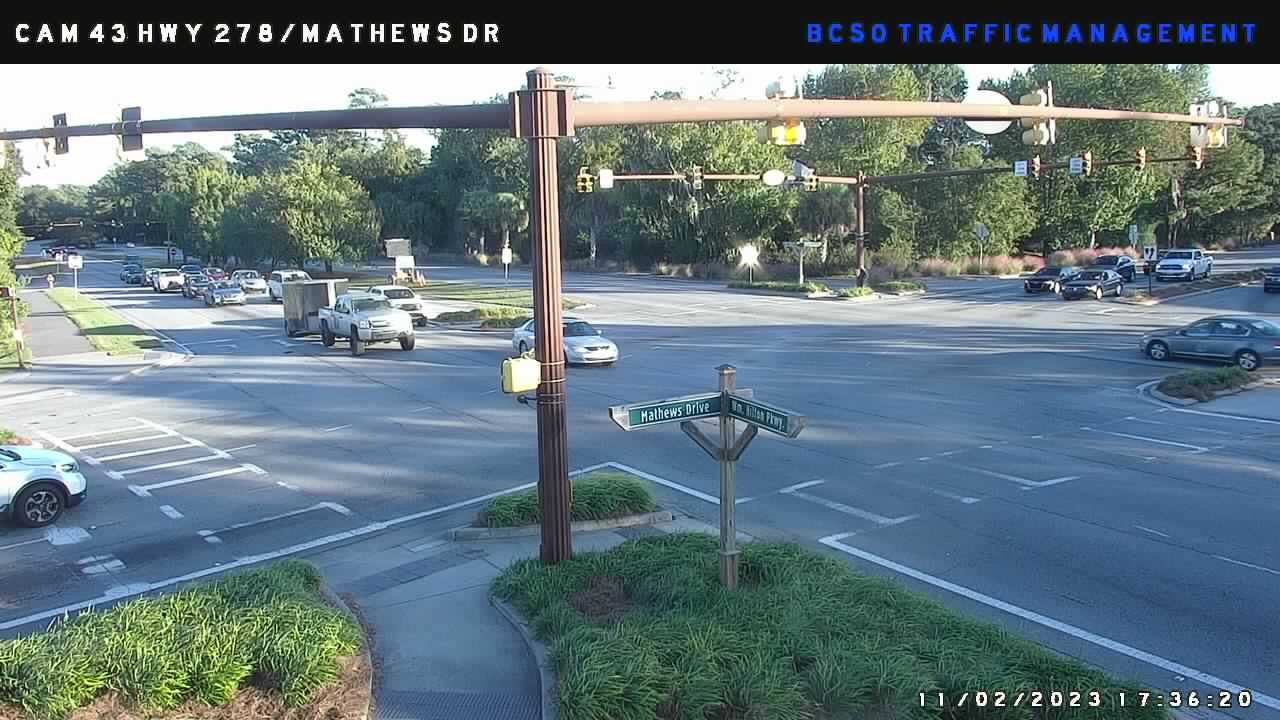 CAM 43 HWY 278/MATHEWS DR
BCSO TRAFFIC MANAGEMENT
Mathews Drive
Wm. Hilton Pkwy.
11/02/2023 17:36:20